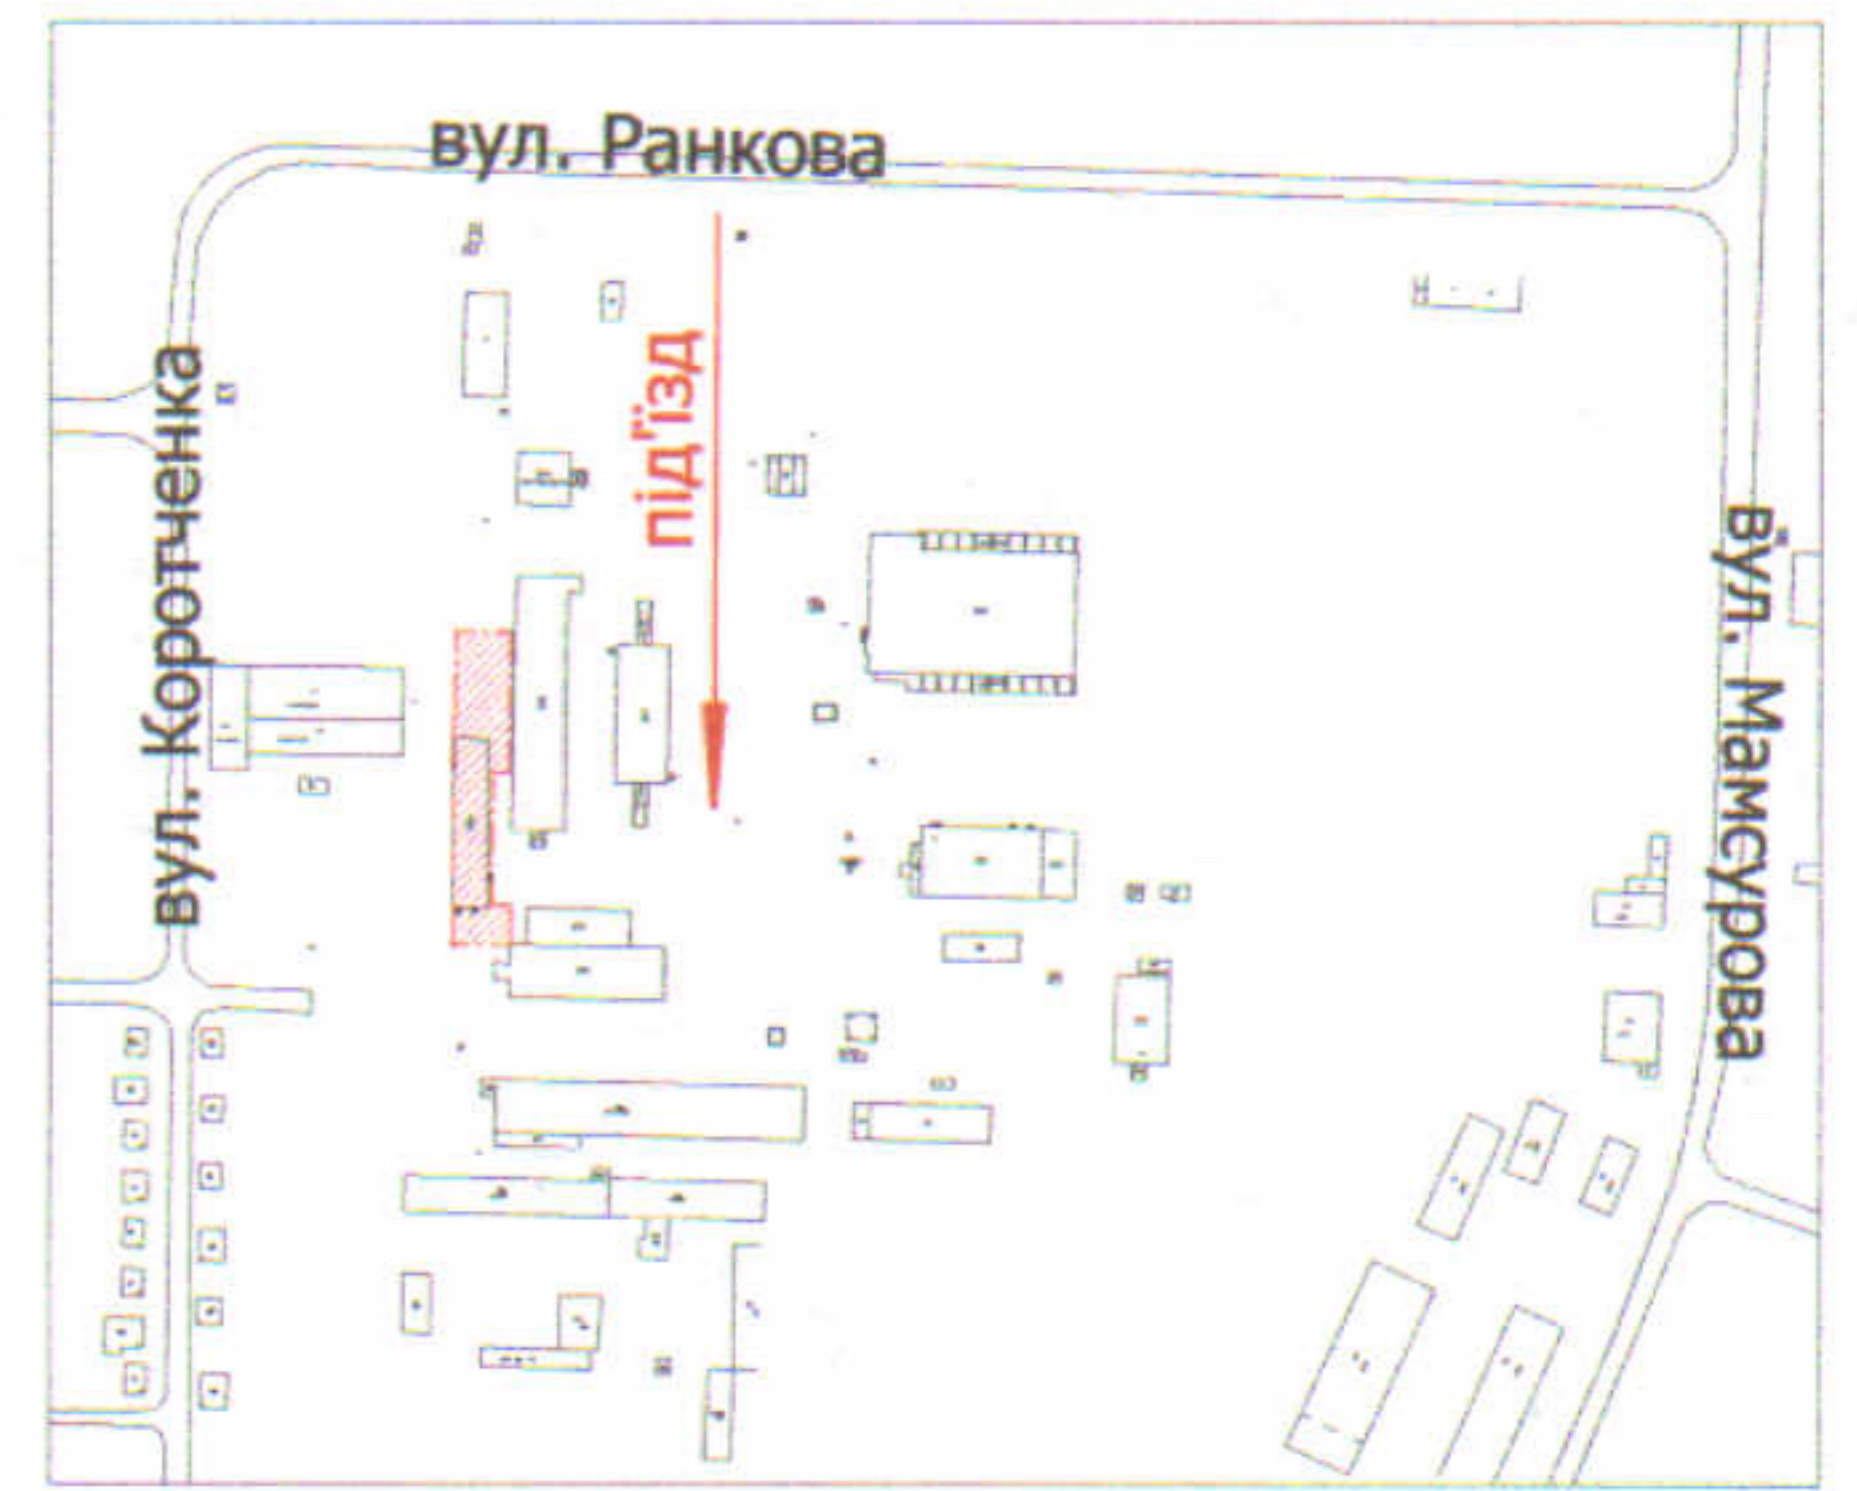 вул. Ранкова
вул. Коротченка
під'їзд
вул. Мамсурова